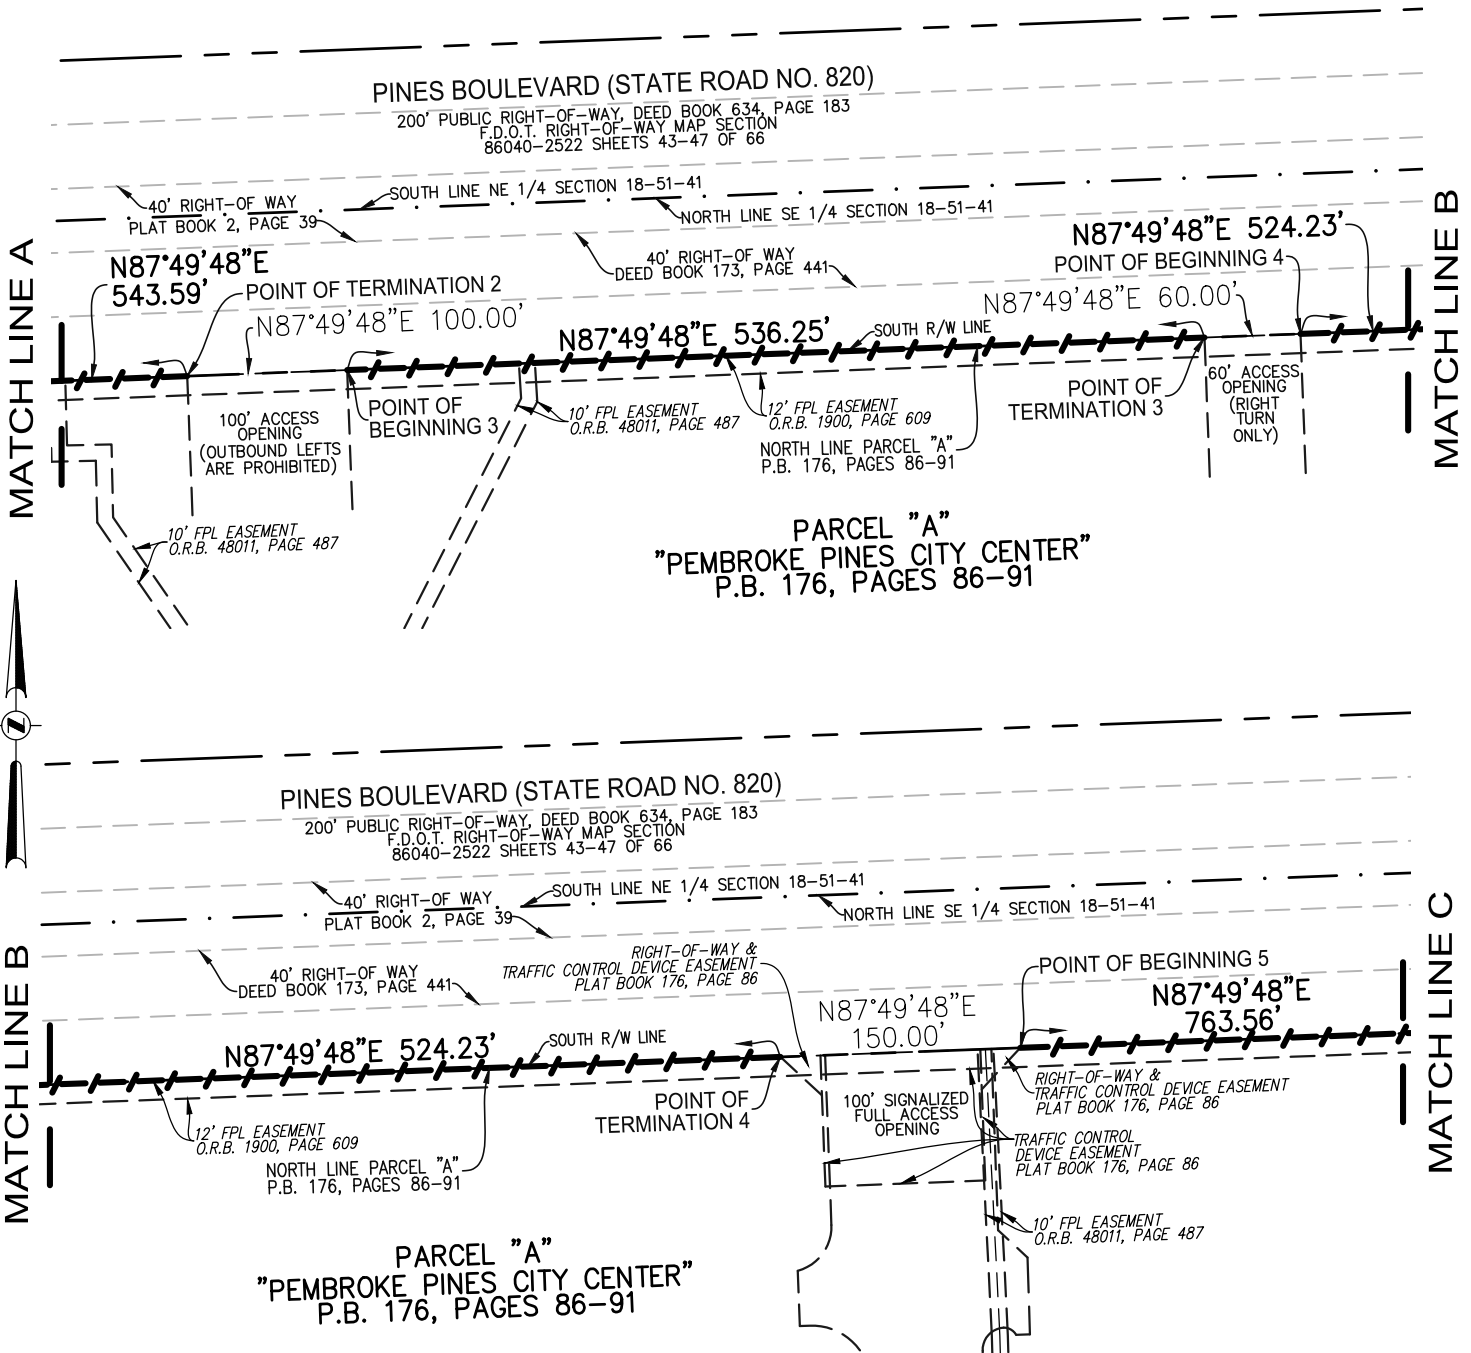 PINES BOULEVARD (STATE ROAD NO. 820)
200' PUBLIC RIGHT-OF-WAY, DEED BOOK 634, PAGE 183
F.D.O.T. RIGHT-OF-WAY MAP SECTION
86040-2522 SHEETS 43-47 OF 66
40' RIGHT-OF WAY
PLAT BOOK 2, PAGE 39
SOUTH LINE NE 1/4 SECTION 18-51-41
NORTH LINE SE 1/4 SECTION 18-51-41
40' RIGHT-OF WAY
DEED BOOK 173, PAGE 441
N87°49'48"E 524.23'
POINT OF BEGINNING 4
MATCH LINE A
MATCH LINE B
N87°49'48"E
543.59'
POINT OF TERMINATION 2
N87°49'48"E 100.00'
N87°49'48"E 536.25'
SOUTH R/W LINE
N87°49'48"E 60.00'
100' ACCESS
OPENING
(OUTBOUND LEFTS
ARE PROHIBITED)
POINT OF
BEGINNING 3
10' FPL EASEMENT
O.R.B. 48011, PAGE 487
12' FPL EASEMENT
O.R.B. 1900, PAGE 609
NORTH LINE PARCEL "A"
P.B. 176, PAGES 86-91
POINT OF
TERMINATION 3
60' ACCESS
OPENING
(RIGHT
TURN
ONLY)
10' FPL EASEMENT
O.R.B. 48011, PAGE 487
PARCEL "A"
"PEMBROKE PINES CITY CENTER"
P.B. 176, PAGES 86-91
Z
PINES BOULEVARD (STATE ROAD NO. 820)
200' PUBLIC RIGHT-OF-WAY, DEED BOOK 634, PAGE 183
F.D.O.T. RIGHT-OF-WAY MAP SECTION
86040-2522 SHEETS 43-47 OF 66
40' RIGHT-OF WAY
PLAT BOOK 2, PAGE 39
SOUTH LINE NE 1/4 SECTION 18-51-41
NORTH LINE SE 1/4 SECTION 18-51-41
40' RIGHT-OF WAY
DEED BOOK 173, PAGE 441
RIGHT-OF-WAY &
TRAFFIC CONTROL DEVICE EASEMENT
PLAT BOOK 176, PAGE 86
POINT OF BEGINNING 5
MATCH LINE B
MATCH LINE C
N87°49'48"E 524.23'
SOUTH R/W LINE
N87°49'48"E
150.00'
N87°49'48"E
763.56'
12' FPL EASEMENT
O.R.B. 1900, PAGE 609
NORTH LINE PARCEL "A"
P.B. 176, PAGES 86-91
POINT OF
TERMINATION 4
100' SIGNALIZED
FULL ACCESS
OPENING
RIGHT-OF-WAY &
TRAFFIC CONTROL DEVICE EASEMENT
PLAT BOOK 176, PAGE 86
TRAFFIC CONTROL
DEVICE EASEMENT
PLAT BOOK 176, PAGE 86
10' FPL EASEMENT
O.R.B. 48011, PAGE 487
PARCEL "A"
"PEMBROKE PINES CITY CENTER"
P.B. 176, PAGES 86-91